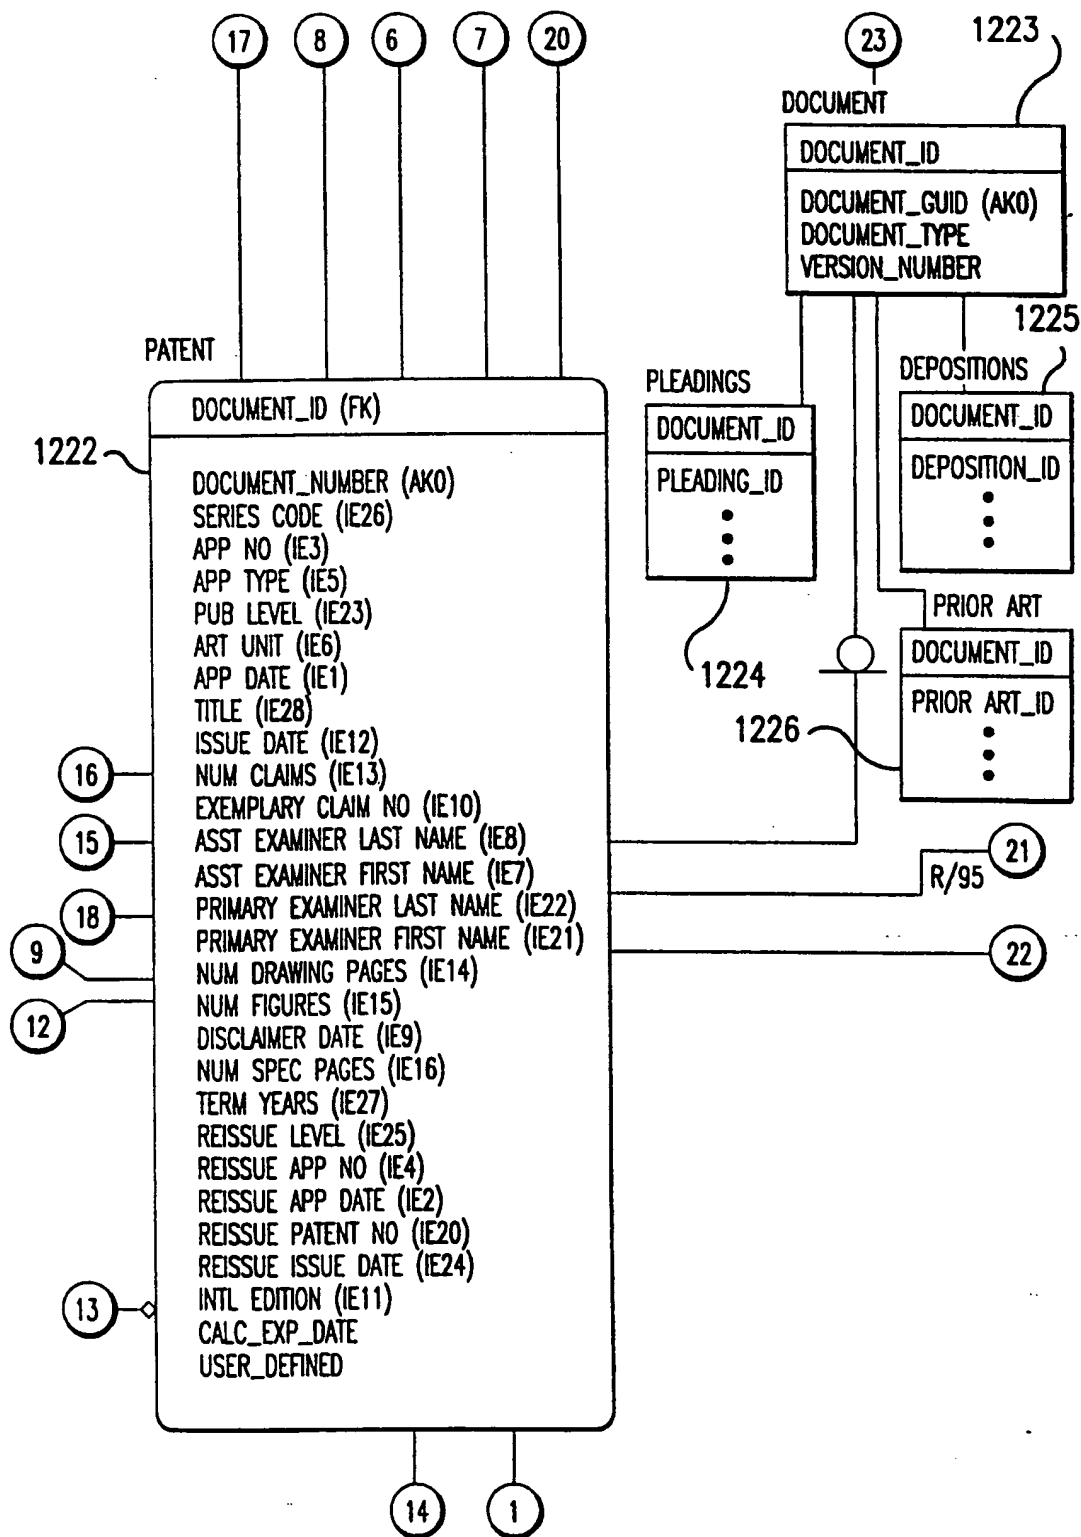 17
8
6
7
20
23
1223
DOCUMENT
DOCUMENT_ID
DOCUMENT_GUID (AK0)
DOCUMENT_TYPE
VERSION_NUMBER
1225
PATENT
PLEADINGS
DEPOSITIONS
DOCUMENT_ID (FK)
DOCUMENT_ID
PLEADING_ID
1224
DOCUMENT_ID
DEPOSITION_ID
PRIOR ART
DOCUMENT_ID
PRIOR ART_ID
1226
1222
DOCUMENT_NUMBER (AK0)
SERIES CODE (IE26)
APP NO (IE3)
APP TYPE (IE5)
PUB LEVEL (IE23)
ART UNIT (IE6)
APP DATE (IE1)
TITLE (IE28)
ISSUE DATE (IE12)
NUM CLAIMS (IE13)
EXEMPLARY CLAIM NO (IE10)
ASST EXAMINER LAST NAME (IE8)
ASST EXAMINER FIRST NAME (IE7)
PRIMARY EXAMINER LAST NAME (IE22)
PRIMARY EXAMINER FIRST NAME (IE21)
NUM DRAWING PAGES (IE14)
NUM FIGURES (IE15)
DISCLAIMER DATE (IE9)
NUM SPEC PAGES (IE16)
TERM YEARS (IE27)
REISSUE LEVEL (IE25)
REISSUE APP NO (IE4)
REISSUE APP DATE (IE2)
REISSUE PATENT NO (IE20)
REISSUE ISSUE DATE (IE24)
INTL EDITION (IE11)
CALC_EXP_DATE
USER_DEFINED
16
15
18
9
12
13
21
R/95
22
14
1